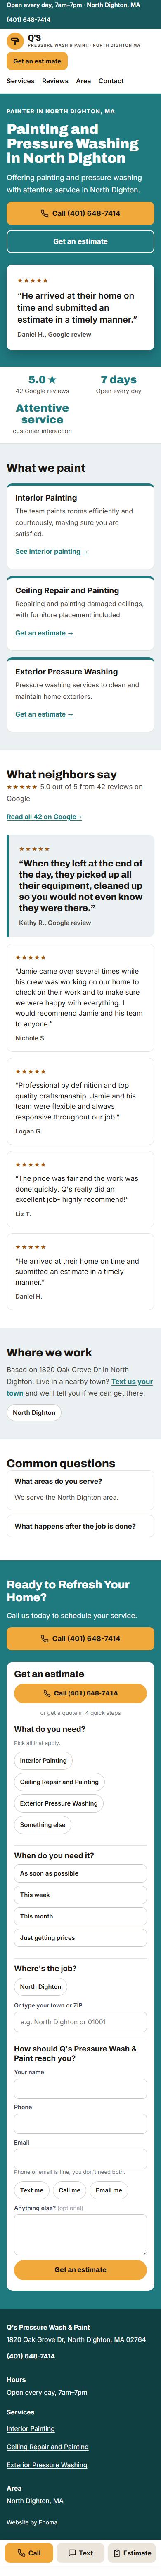 Open every day, 7am–7pm · North Dighton, MA
(401) 648-7414
Q'S
PRESSURE WASH & PAINT · NORTH DIGHTON MA
Get an estimate
Services Reviews Area Contact
PAINTER IN NORTH DIGHTON, MA
Painting and
Pressure Washing
in North Dighton
Offering painting and pressure washing
with attentive service in North Dighton.
Call (401) 648-7414
Get an estimate
★★★★★
“He arrived at their home on
time and submitted an
estimate in a timely manner.”
Daniel H., Google review
5.0 ★
42 Google reviews
7 days
Open every day
Attentive
service
customer interaction
What we paint
Interior Painting
The team paints rooms efficiently and
courteously, making sure you are
satisfied.
See interior painting →
Ceiling Repair and Painting
Repairing and painting damaged ceilings,
with furniture placement included.
Get an estimate →
Exterior Pressure Washing
Pressure washing services to clean and
maintain home exteriors.
Get an estimate →
What neighbors say
★★★★★ 5.0 out of 5 from 42 reviews on
Google
Read all 42 on Google→
★★★★★
“When they left at the end of
the day, they picked up all
their equipment, cleaned up
so you would not even know
they were there.”
Kathy R., Google review
★★★★★
“Jamie came over several times while
his crew was working on our home to
check on their work and to make sure
we were happy with everything. I
would recommend Jamie and his team
to anyone.”
Nichole S.
★★★★★
“Professional by definition and top
quality craftsmanship. Jamie and his
team were flexible and always
responsive throughout our job.”
Logan G.
★★★★★
“The price was fair and the work was
done quickly. Q's really did an
excellent job- highly recommend!”
Liz T.
★★★★★
“He arrived at their home on time and
submitted an estimate in a timely
manner.”
Daniel H.
Where we work
Based on 1820 Oak Grove Dr in North
Dighton. Live in a nearby town? Text us your
town and we'll tell you if we can get there.
North Dighton
Common questions
What areas do you serve?
We serve the North Dighton area.
What happens after the job is done?
Ready to Refresh Your
Home?
Call us today to schedule your service.
Call (401) 648-7414
Get an estimate
Call (401) 648-7414
or get a quote in 4 quick steps
What do you need?
Pick all that apply.
Interior Painting
Ceiling Repair and Painting
Exterior Pressure Washing
Something else
When do you need it?
As soon as possible
This week
This month
Just getting prices
Where's the job?
North Dighton
Or type your town or ZIP
e.g. North Dighton or 01001
How should Q's Pressure Wash &
Paint reach you?
Your name
Phone
Email
Phone or email is fine, you don't need both.
Text me Call me Email me
Anything else? (optional)
Get an estimate
Q's Pressure Wash & Paint
1820 Oak Grove Dr, North Dighton, MA 02764
(401) 648-7414
Hours
Open every day, 7am–7pm
Services
Interior Painting
Ceiling Repair and Painting
Exterior Pressure Washing
Area
North Dighton, MA
Website by Enoma
Call Text Estimate